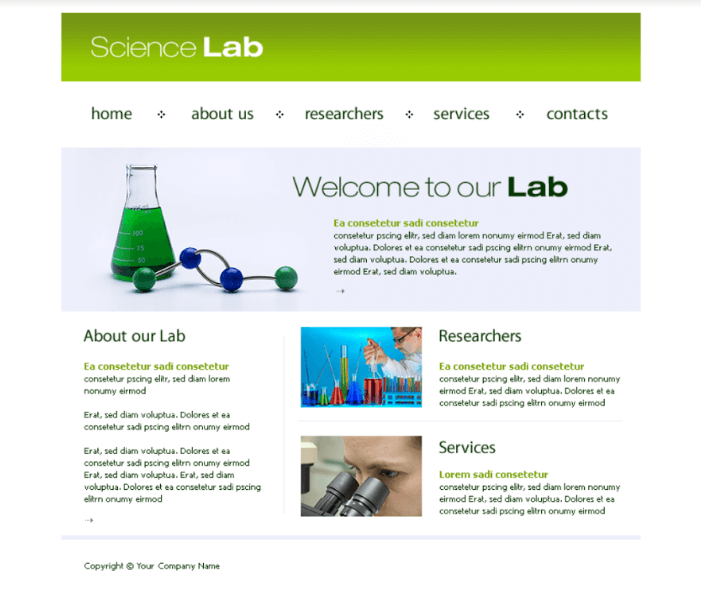 Science Lab
home about us researchers services contacts
Welcome to our Lab
Ea consetetur sadi consetetur
consetetur pscing elitr, sed diam lorem nonumy eirmod Erat, sed diam
voluptua. Dolores et ea consetetur sadi pscing elitrn onumy eirmod Erat,
sed diam voluptua. Dolores et ea consetetur sadi pscing elitrn onumy
eirmod Erat, sed diam voluptua.
100
75
50
About our Lab
Ea consetetur sadi consetetur
consetetur pscing elitr, sed diam lorem
nonumy eirmod
Erat, sed diam voluptua. Dolores et ea
consetetur sadi pscing elitrn onumy eirmod
Erat, sed diam voluptua. Dolores et ea
consetetur sadi pscing elitrn onumy eirmod
Erat, sed diam voluptua. Erat, sed diam
voluptua. Dolores et ea consetetur sadi pscing
elitrn onumy eirmod
Researchers
Ea consetetur sadi consetetur
consetetur pscing elitr, sed diam lorem nonumy
eirmod Erat, sed diam voluptua. Dolores et ea
consetetur sadi pscing elitrn onumy eirmod
Services
Lorem sadi consetetur
consetetur pscing elitr, sed diam lorem nonumy
eirmod Erat, sed diam voluptua. Dolores et ea
consetetur sadi pscing elitrn onumy eirmod
Copyright © Your Company Name